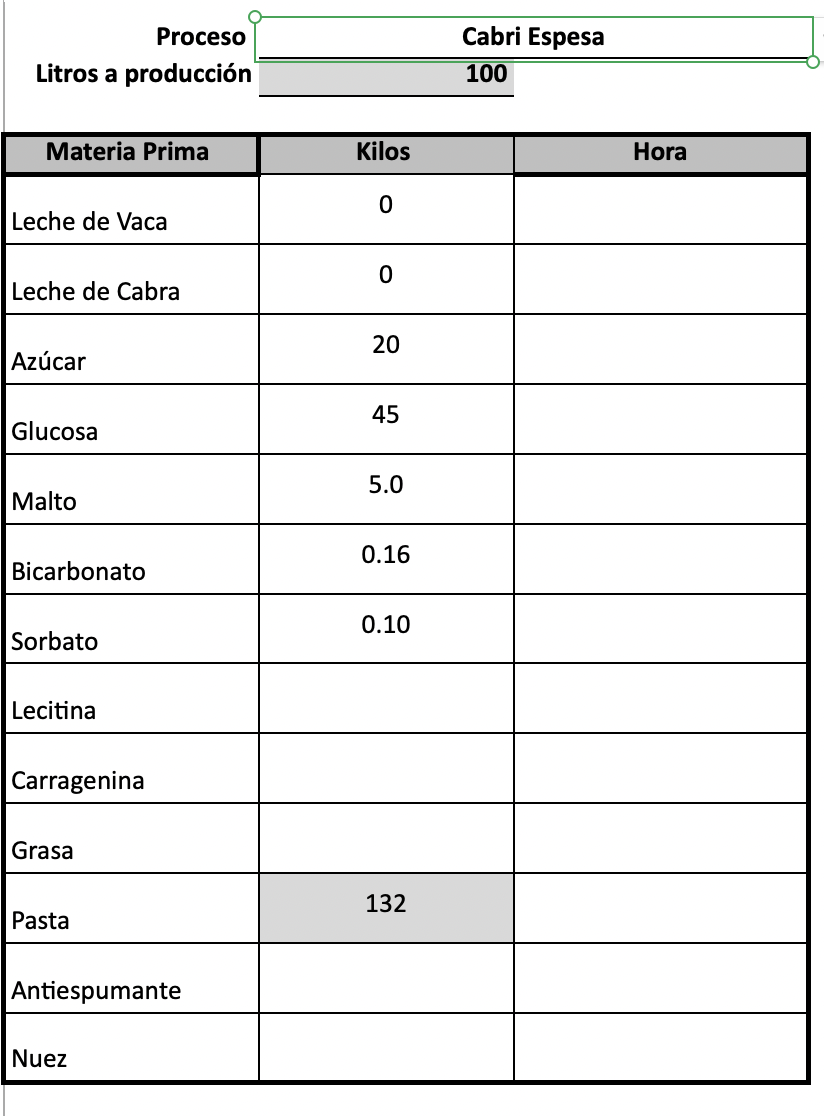 Proceso Cabri Espesa
Litros a producción 100
Materia Prima Kilos Hora
Leche de Vaca 0
Leche de Cabra 0
Azúcar 20
Glucosa 45
Malto 5.0
Bicarbonato 0.16
Sorbato 0.10
Lecitina
Carragenina
Grasa
Pasta 132
Antiespumante
Nuez